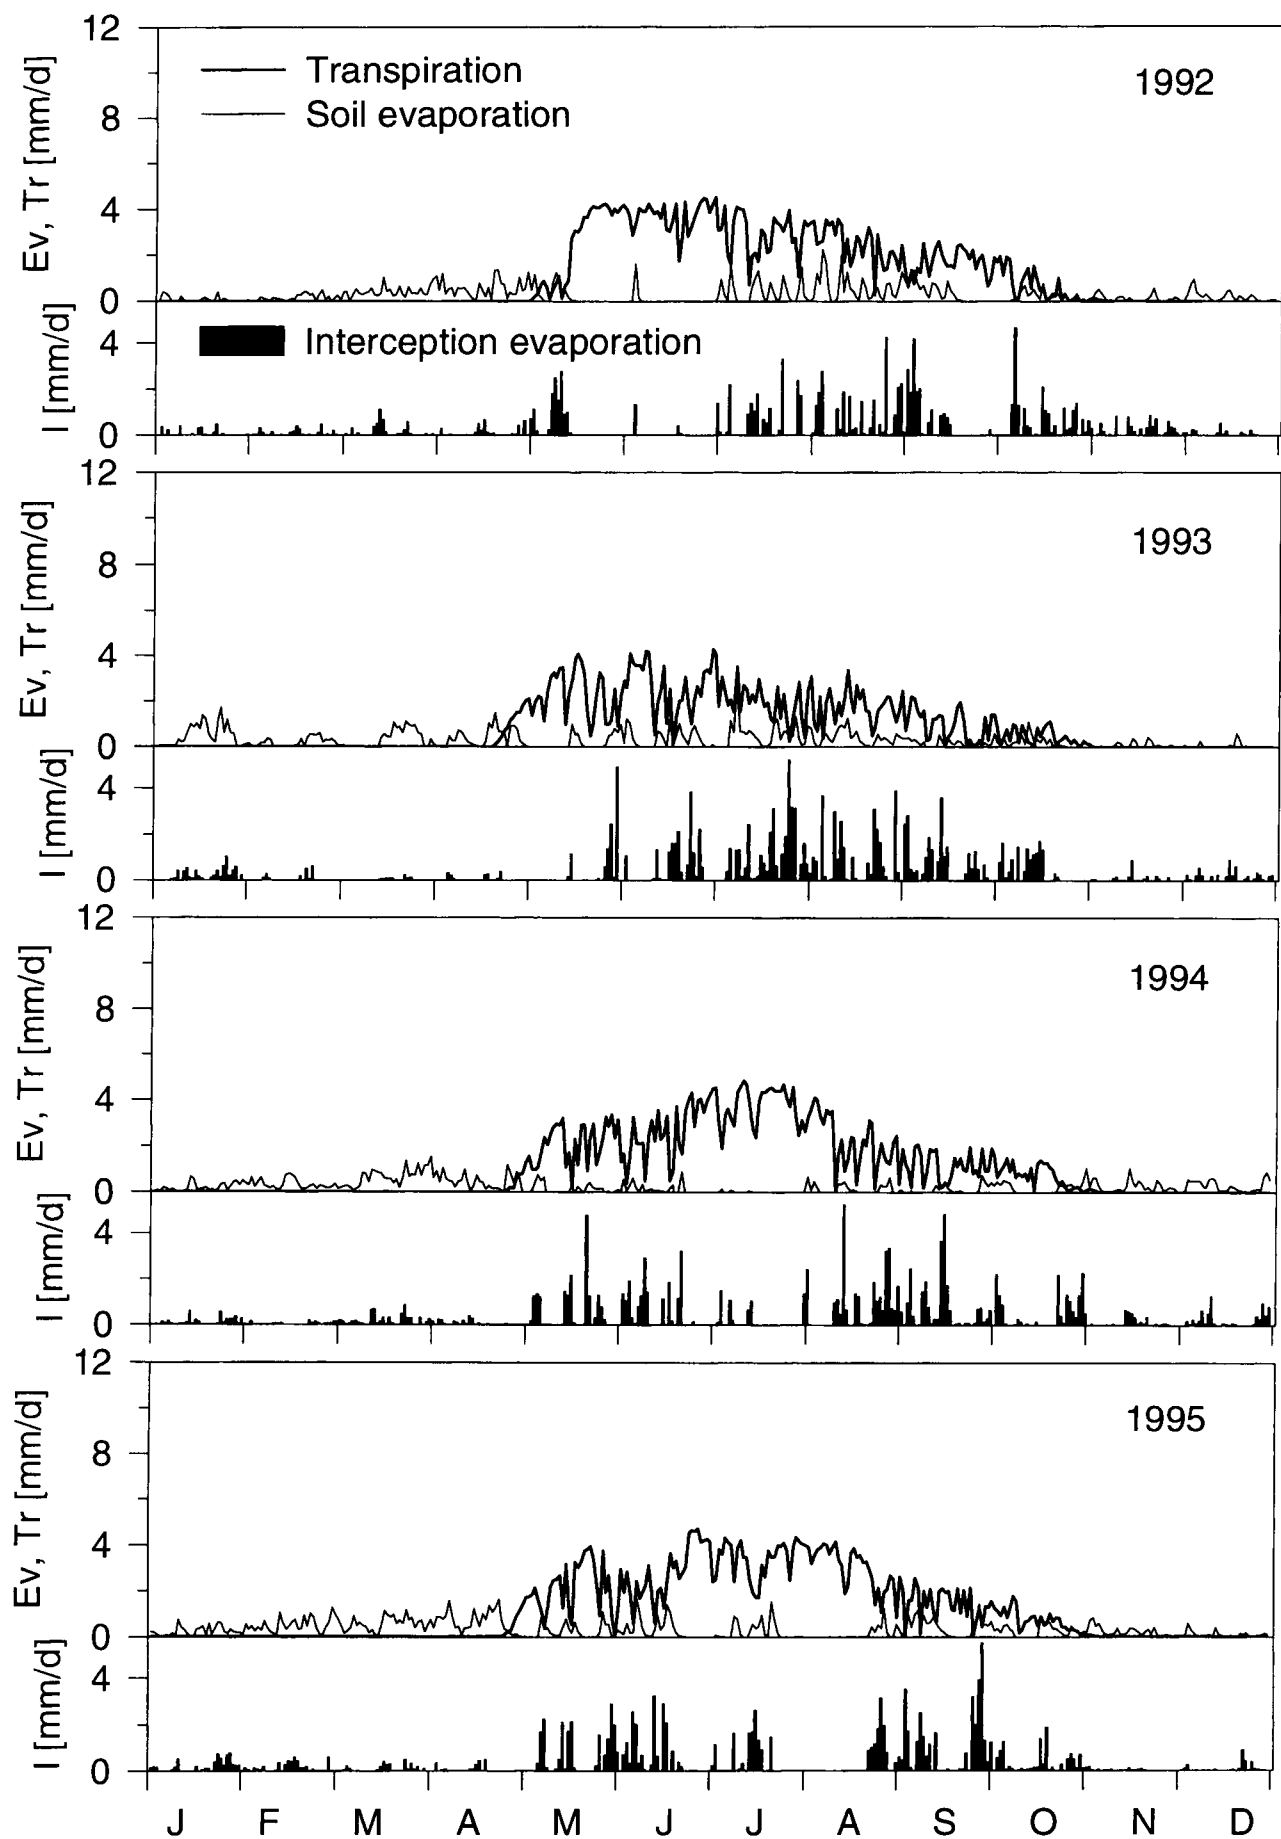 12
Transpiration
1992
Soil evaporation
8
Ev, Tr [mm/d]
4
0
Interception evaporation
4
I [mm/d]
0
12
1993
8
Ev, Tr [mm/d]
4
0
4
I [mm/d]
0
12
1994
8
Ev, Tr [mm/d]
4
0
4
I [mm/d]
0
12
1995
8
Ev, Tr [mm/d]
4
0
4
I [mm/d]
0
J F M A M J J A S O N D